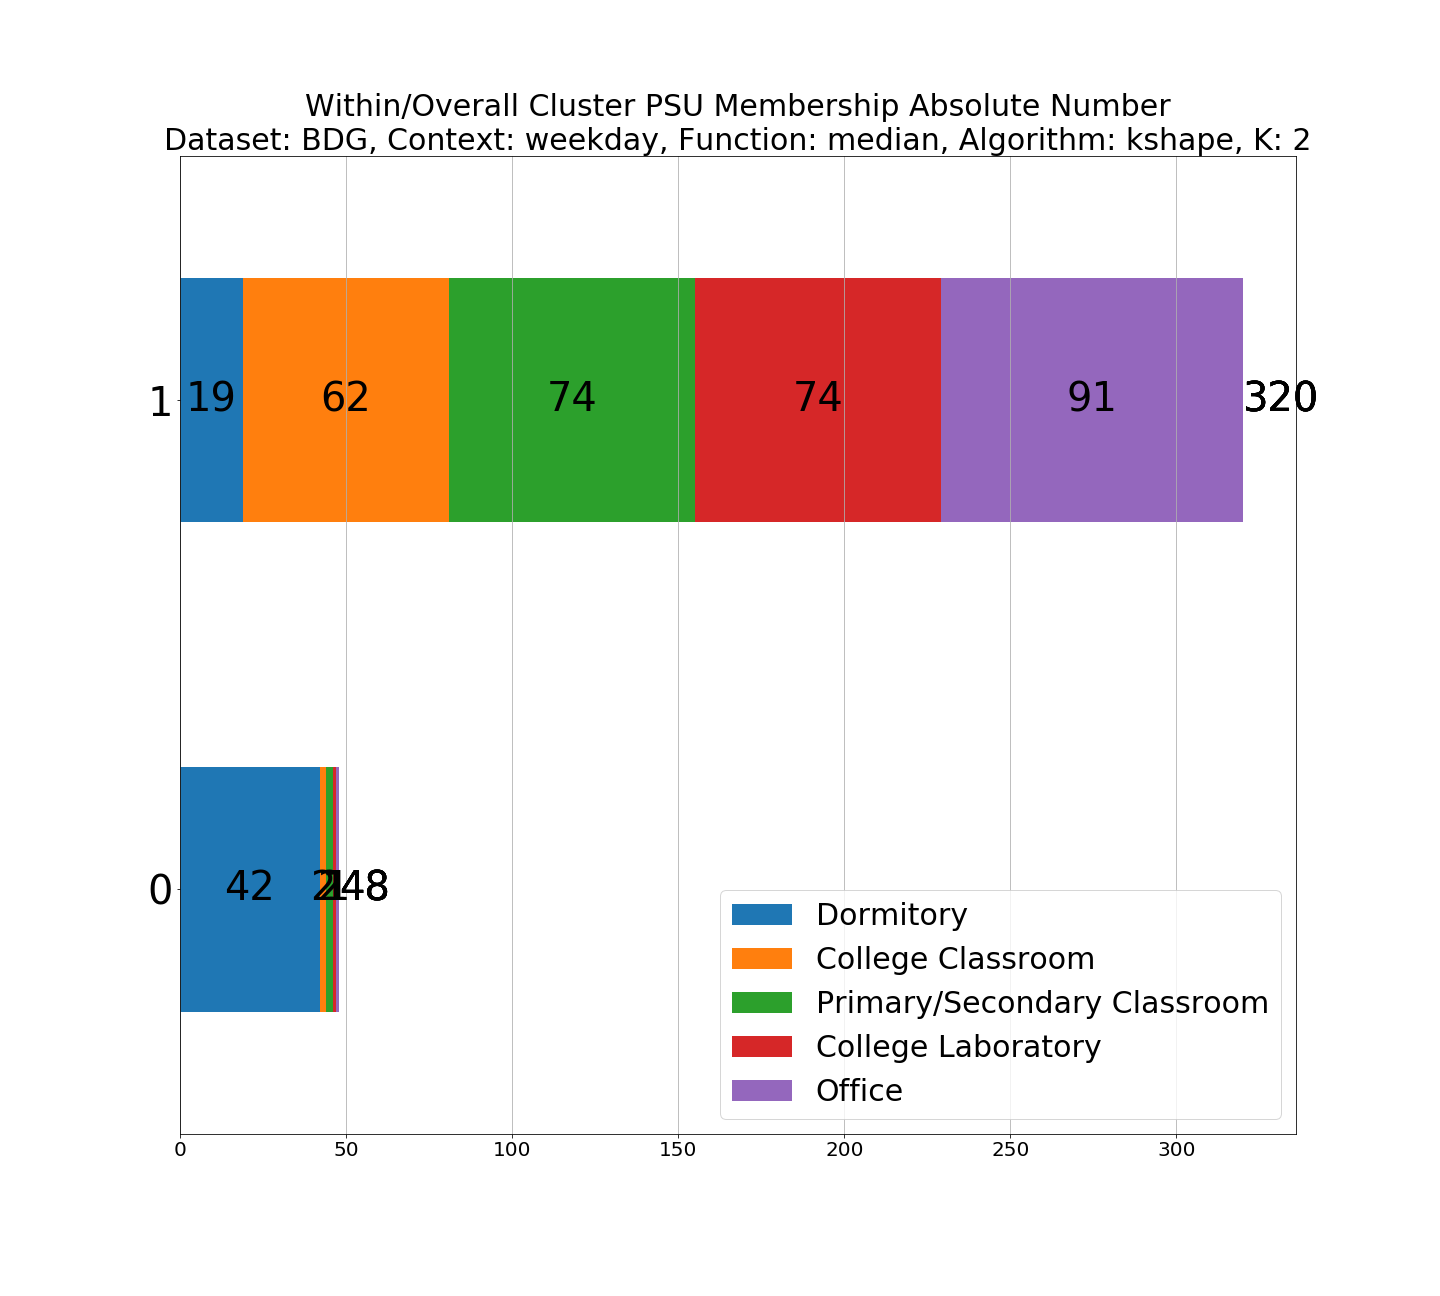 Within/Overall Cluster PSU Membership Absolute Number
Dataset: BDG, Context: weekday, Function: median, Algorithm: kshape, K: 2
1 19 62 74 74 91 320
0 42 48
Dormitory
College Classroom
Primary/Secondary Classroom
College Laboratory
Office
0 50 100 150 200 250 300